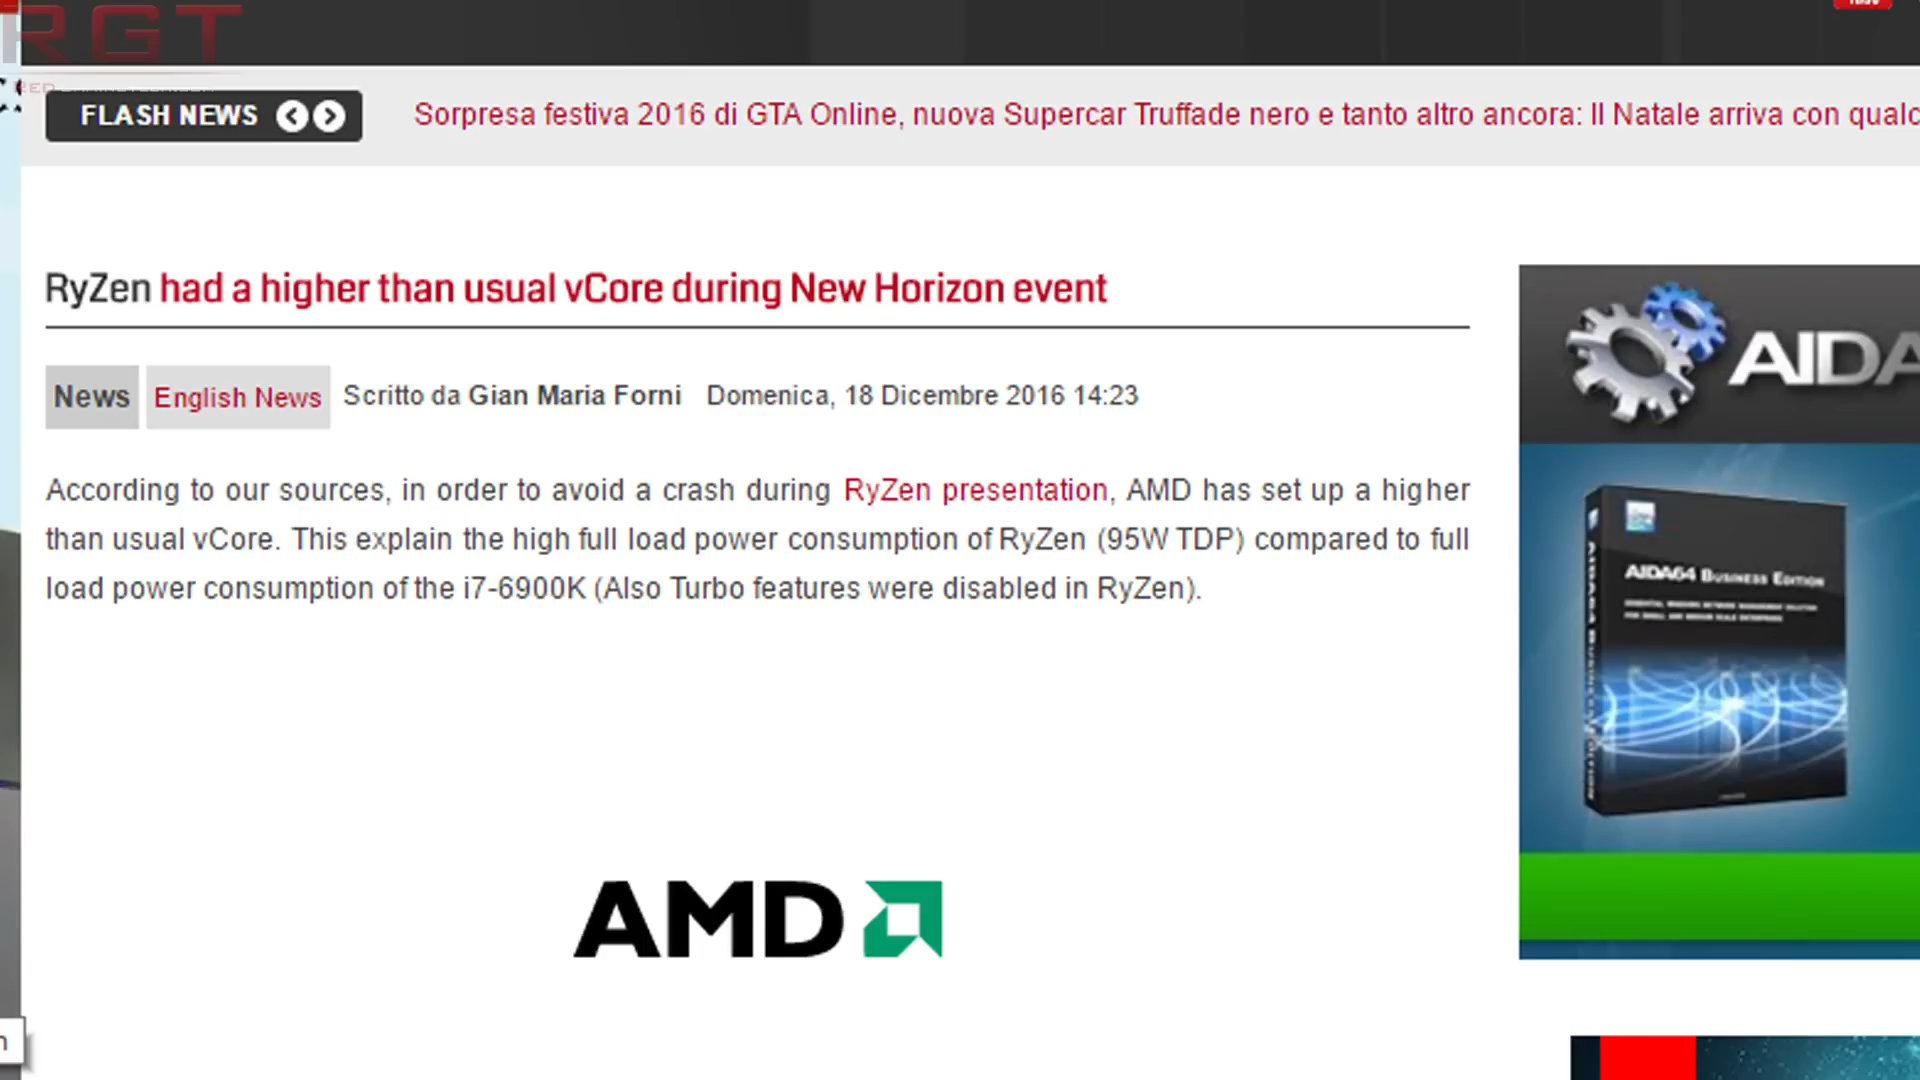 RGT
FLASH NEWS
Sorpresa festiva 2016 di GTA Online, nuova Supercar Truffade nero e tanto altro ancora: Il Natale arriva con qualc
RyZen had a higher than usual vCore during New Horizon event
News English News Scritto da Gian Maria Forni Domenica, 18 Dicembre 2016 14:23
According to our sources, in order to avoid a crash during RyZen presentation, AMD has set up a higher
than usual vCore. This explain the high full load power consumption of RyZen (95W TDP) compared to full
load power consumption of the i7-6900K (Also Turbo features were disabled in RyZen).
AIDA
AIDA64 BUSINESS EDITION
AMD